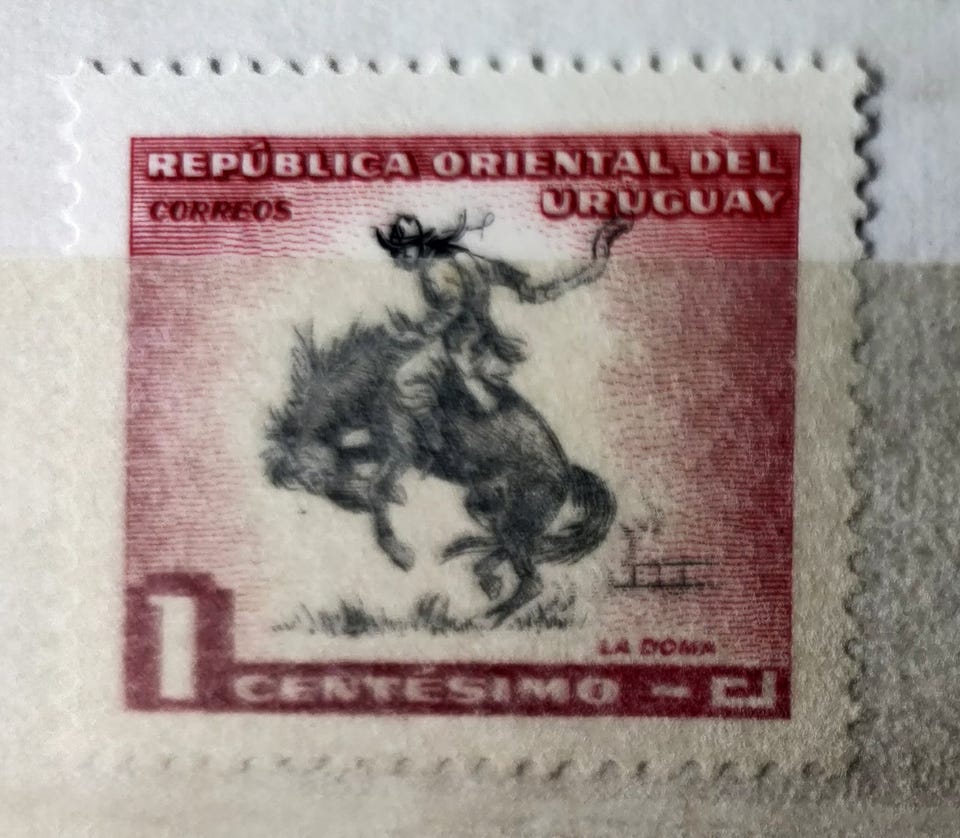 REPÚBLICA ORIENTAL DEL
URUGUAY
CORREOS
LA DOMA
1 CENTÉSIMO